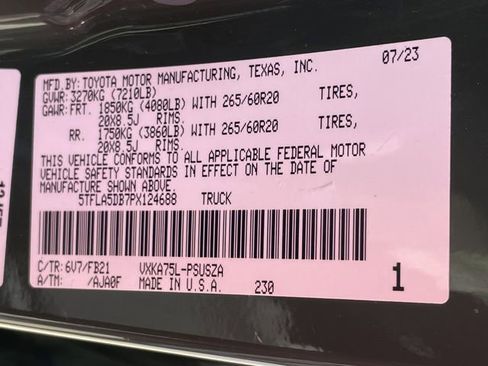 MFD. BY: TOYOTA MOTOR MANUFACTURING, TEXAS, INC. 07/23
GVWR: 3270KG (7210LB)
GAWR: FRT. 1850KG (4080LB) WITH 265/60R20 TIRES,
20X8.5J RIMS.
RR. 1750KG (3860LB) WITH 265/60R20 TIRES,
20X8.5J RIMS.
THIS VEHICLE CONFORMS TO ALL APPLICABLE FEDERAL MOTOR
VEHICLE SAFETY STANDARDS IN EFFECT ON THE DATE OF
MANUFACTURE SHOWN ABOVE.
5TFLA5DB7PX124688 TRUCK
C/TR: 6V7/FB21 VXKA75L-PSUSZA
A/TM: /AJA0F MADE IN U.S.A. 230 1